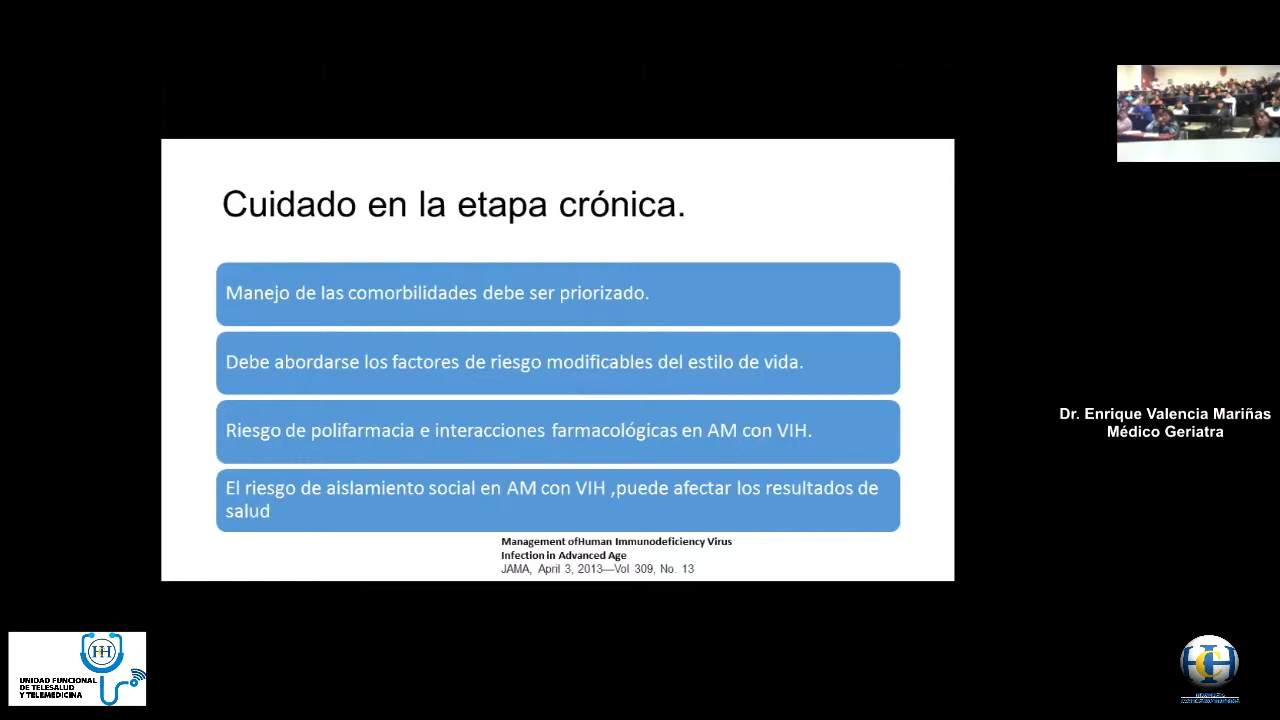 Cuidado en la etapa crónica.
Manejo de las comorbilidades debe ser priorizado.
Debe abordarse los factores de riesgo modificables del estilo de vida.
Riesgo de polifarmacia e interacciones farmacológicas en AM con VIH.
El riesgo de aislamiento social en AM con VIH ,puede afectar los resultados de
salud
Management ofHuman Immunodeficiency Virus
Infection in Advanced Age
JAMA, April 3, 2013—Vol 309, No. 13
Dr. Enrique Valencia Mariñas
Médico Geriatra
HH
UNIDAD FUNCIONAL
DE TELESALUD
Y TELEMEDICINA
HCH